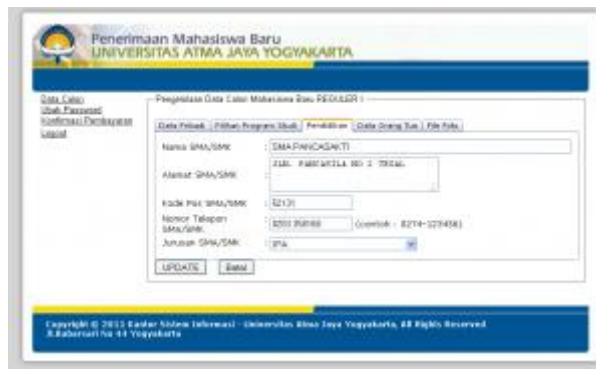 Penerimaan Mahasiswa Baru
UNIVERSITAS ATMA JAYA YOGYAKARTA
Data Calon
Ubah Password
Konfirmasi Pembayaran
Logout
Pengelolaan Data Calon Mahasiswa Baru REGULER I
Data Pribadi Pilihan Program Studi Pendidikan Data Orang Tua File Foto
Nama SMA/SMK : SMA PANCASAKTI
Alamat SMA/SMK : JLN. PANCASILA NO 2 TEGAL
Kode Pos SMA/SMK : 52131
Nomor Telepon : (contoh : 0274-123456)
SMA/SMK
Jurusan SMA/SMK : IPA
UPDATE Batal
Copyright © 2011 Kantor Sistem Informasi - Universitas Atma Jaya Yogyakarta, All Rights Reserved
Jl.Babarsari No 44 Yogyakarta